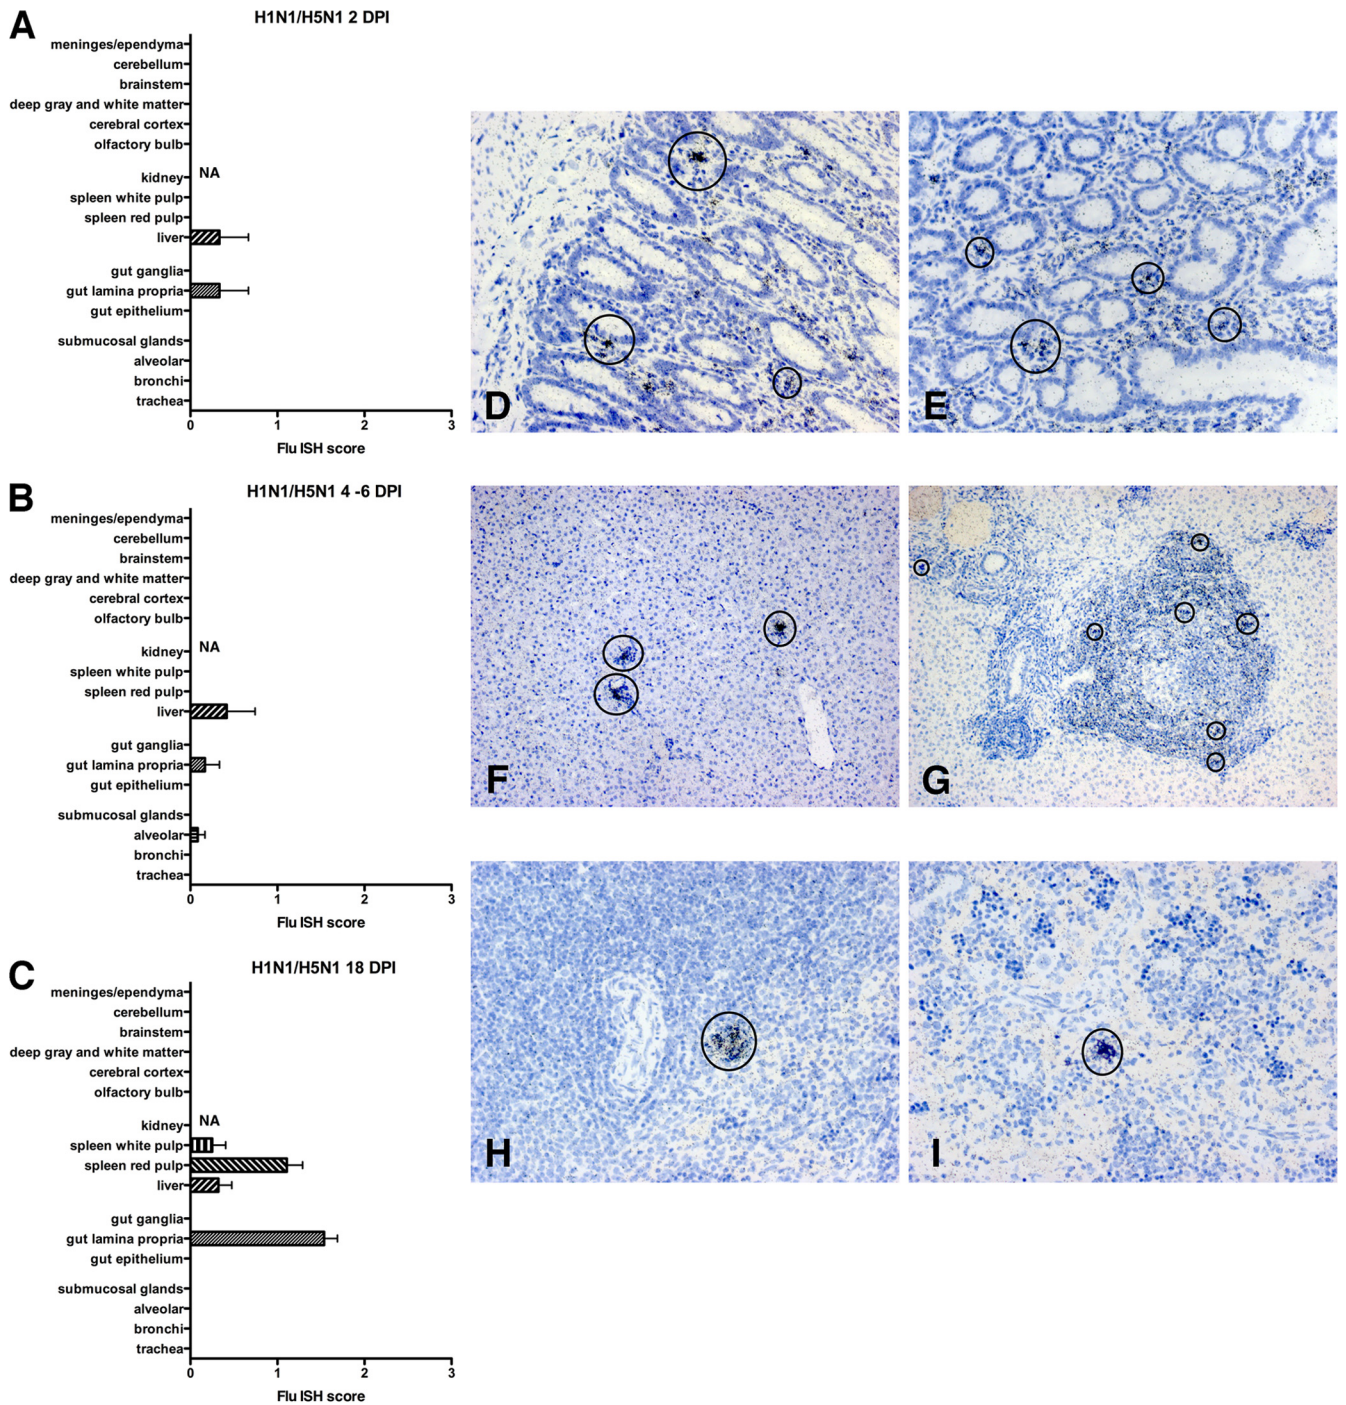 A
H1N1/H5N1 2 DPI
meninges/ependyma
cerebellum
brainstem
deep gray and white matter
cerebral cortex
olfactory bulb
kidney
NA
spleen white pulp
spleen red pulp
liver
gut ganglia
gut lamina propria
gut epithelium
submucosal glands
alveolar
bronchi
trachea
0 1 2 3
Flu ISH score
D
E
B
H1N1/H5N1 4 -6 DPI
meninges/ependyma
cerebellum
brainstem
deep gray and white matter
cerebral cortex
olfactory bulb
kidney
NA
spleen white pulp
spleen red pulp
liver
gut ganglia
gut lamina propria
gut epithelium
submucosal glands
alveolar
bronchi
trachea
0 1 2 3
Flu ISH score
F
G
C
H1N1/H5N1 18 DPI
meninges/ependyma
cerebellum
brainstem
deep gray and white matter
cerebral cortex
olfactory bulb
kidney
NA
spleen white pulp
spleen red pulp
liver
gut ganglia
gut lamina propria
gut epithelium
submucosal glands
alveolar
bronchi
trachea
0 1 2 3
Flu ISH score
H
I